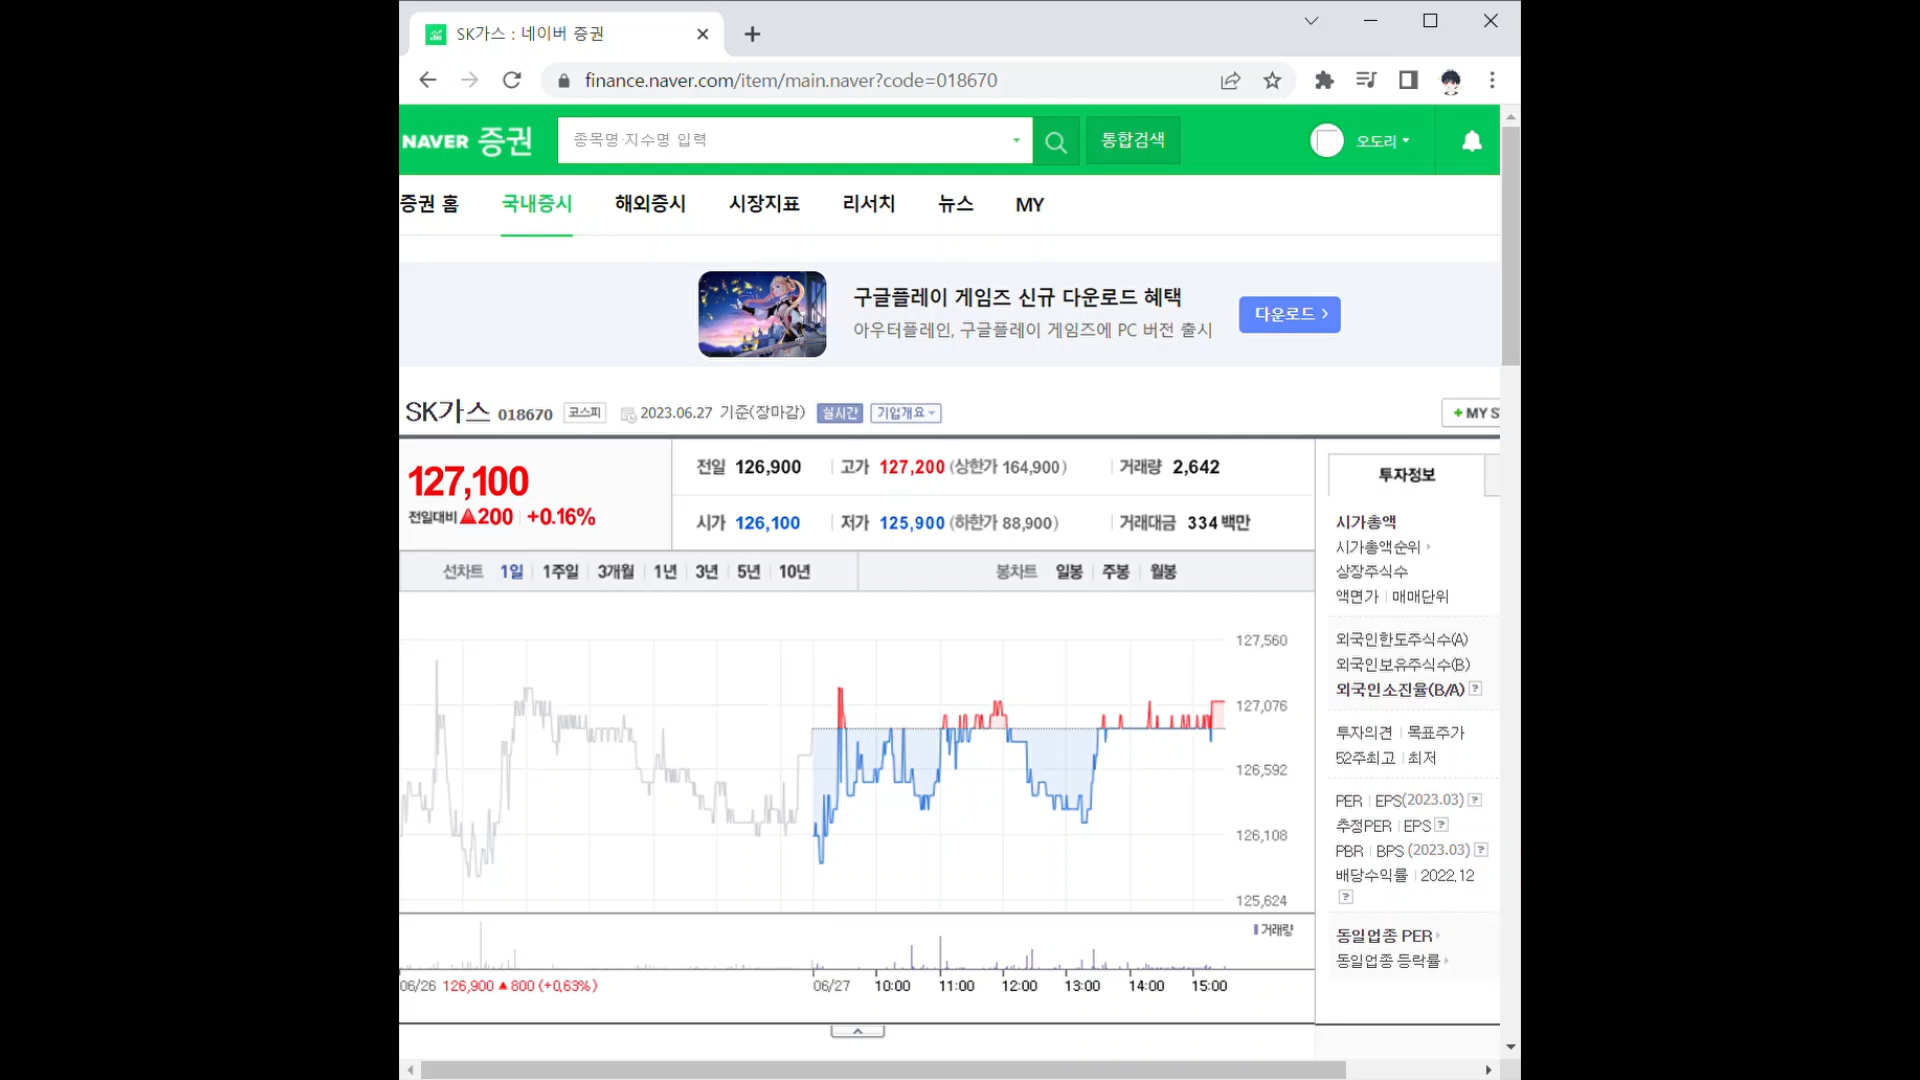 SK가스 : 네이버 증권
finance.naver.com/item/main.naver?code=018670
NAVER 증권
종목명·지수명 입력
통합검색
오도리
증권 홈 국내증시 해외증시 시장지표 리서치 뉴스 MY
구글플레이 게임즈 신규 다운로드 혜택
아우터플레인, 구글플레이 게임즈에 PC 버전 출시
다운로드
SK가스 018670 코스피 2023.06.27 기준(장마감) 실시간 기업개요
+ MY S
127,100
전일대비 ▲200 +0.16%
전일 126,900 고가 127,200 (상한가 164,900) 거래량 2,642
시가 126,100 저가 125,900 (하한가 88,900) 거래대금 334 백만
선차트 1일 1주일 3개월 1년 3년 5년 10년
봉차트 일봉 주봉 월봉
127,560
127,076
126,592
126,108
125,624
거래량
06/26 126,900 ▲800 (+0,63%)
06/27 10:00 11:00 12:00 13:00 14:00 15:00
투자정보
시가총액
시가총액순위
상장주식수
액면가 | 매매단위
외국인한도주식수(A)
외국인보유주식수(B)
외국인소진율(B/A) ?
투자의견 | 목표주가
52주최고 | 최저
PER | EPS(2023.03) ?
추정PER | EPS ?
PBR | BPS (2023.03) ?
배당수익률 | 2022.12
?
동일업종 PER
동일업종 등락률